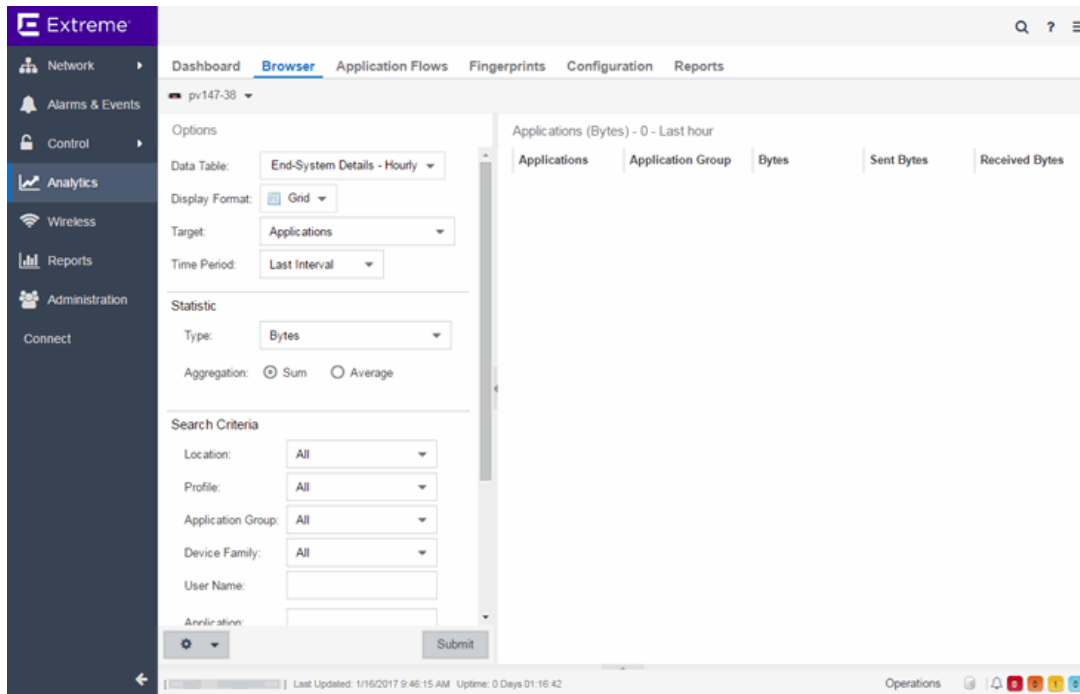 Extreme
Network
Alarms & Events
Control
Analytics
Wireless
Reports
Administration
Connect
?
Dashboard Browser Application Flows Fingerprints Configuration Reports
pv147-38
Options
Data Table: End-System Details - Hourly
Display Format: Grid
Target: Applications
Time Period: Last Interval
Statistic
Type: Bytes
Aggregation: Sum Average
Search Criteria
Location: All
Profile: All
Application Group: All
Device Family: All
User Name:
Application:
Submit
Applications (Bytes) - 0 - Last hour
Applications Application Group Bytes Sent Bytes Received Bytes
[ ] Last Updated: 1/16/2017 9:46:15 AM Uptime: 0 Days 01:16:42
Operations 0 0 1 0